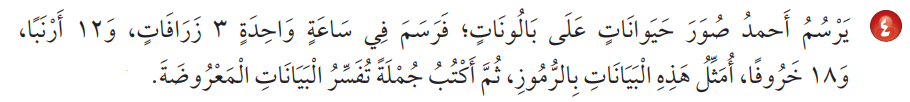 ٤ يَرْسُمُ أَحمدُ صُوَرَ حَيَوَانَاتٍ عَلَى بَالُونَاتٍ؛ فَرَسَمَ فِي سَاعَةٍ وَاحِدَةٍ ٣ زَرَافَاتٍ، وَ١٢ أَرْنَبًا،
وَ١٨ خَرُوفًا، أُمَثِّلُ هَذِهِ الْبَيَانَاتِ بِالرُّمُوزِ، ثُمَّ أَكْتُبُ جُمْلَةً تُفَسِّرُ الْبَيَانَاتِ الْمَعْرُوضَةَ.